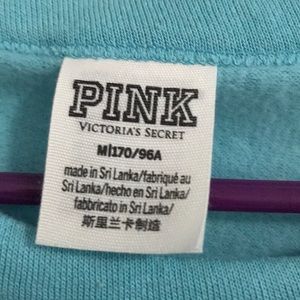 PINK
VICTORIA'S SECRET
M|170/96A
made in Sri Lanka/fabriqué au
Sri Lanka/hecho en Sri Lanka/
fabbricato in Sri Lanka/
斯里兰卡制造